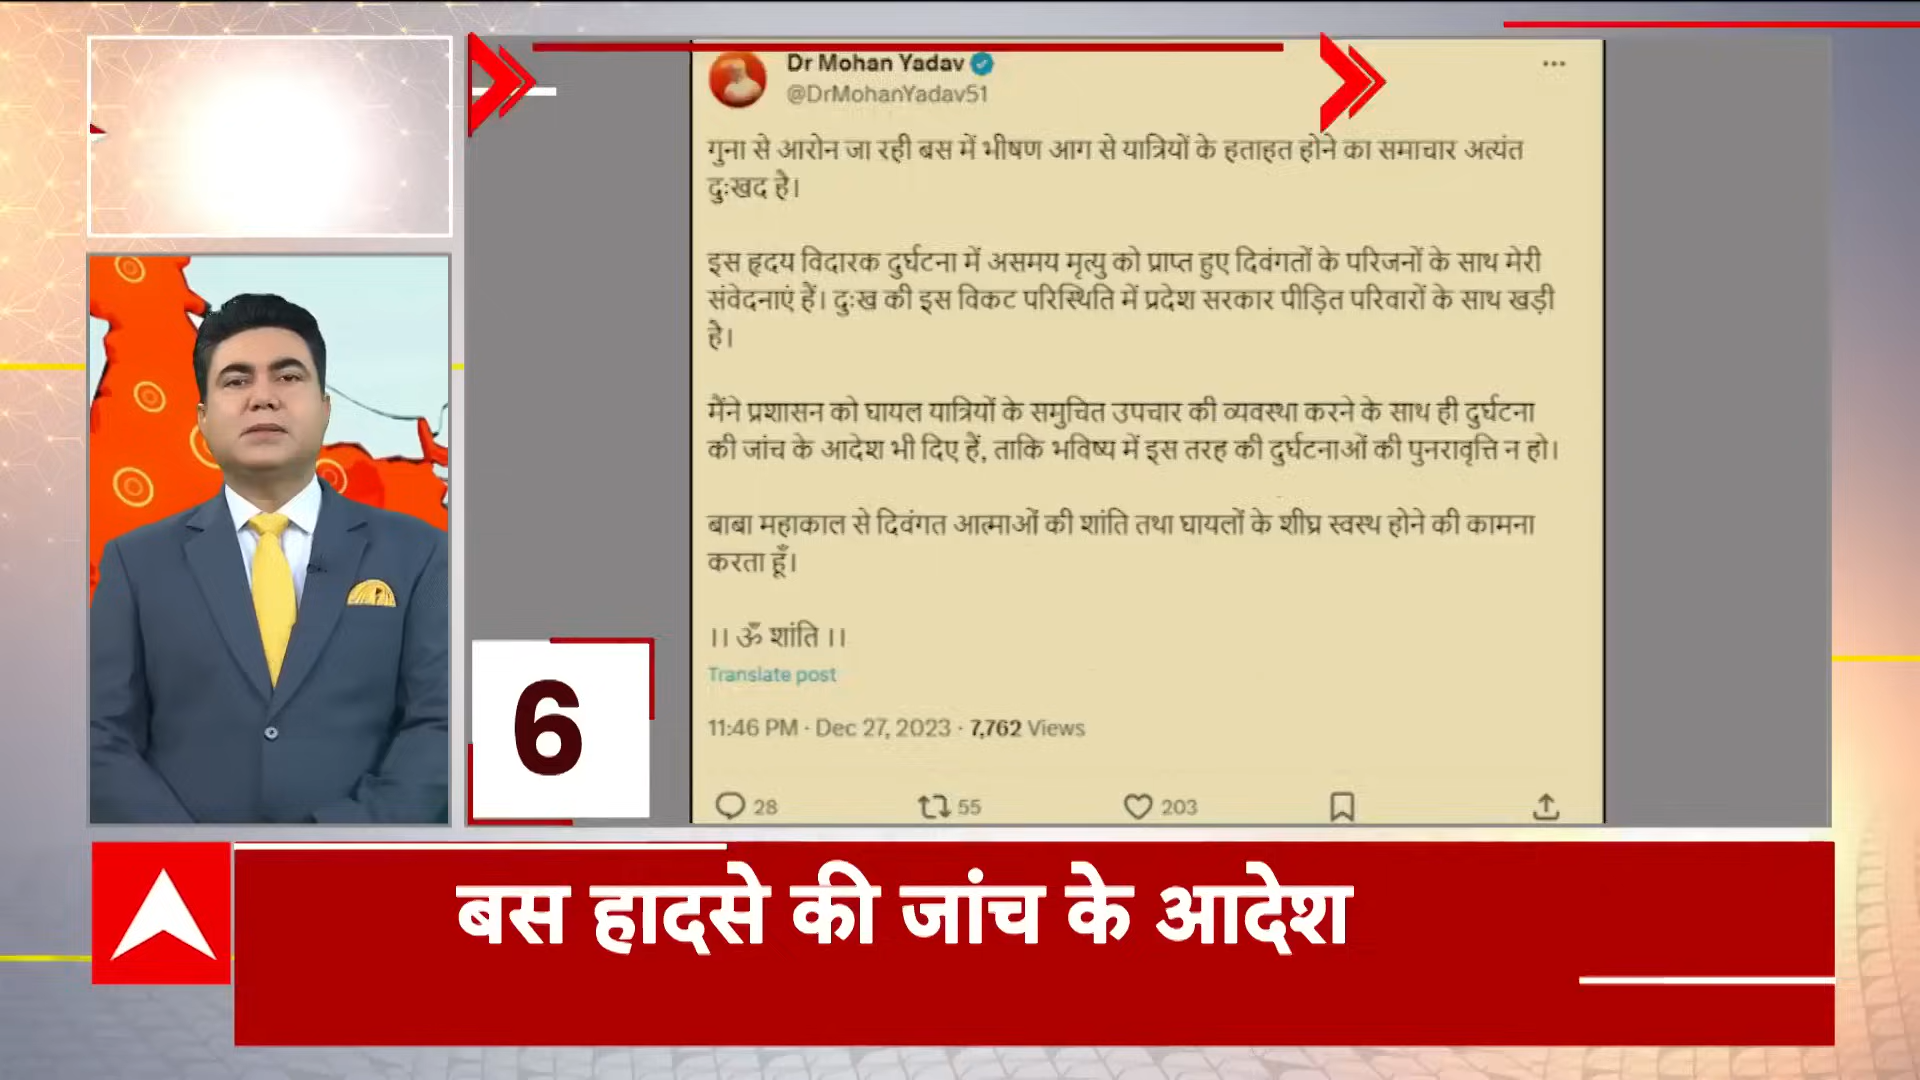 Dr Mohan Yadav
@DrMohanYadav51
गुना से आरोन जा रही बस में भीषण आग से यात्रियों के हताहत होने का समाचार अत्यंत
दुःखद है।
इस हृदय विदारक दुर्घटना में असमय मृत्यु को प्राप्त हुए दिवंगतों के परिजनों के साथ मेरी
संवेदनाएं हैं। दुःख की इस विकट परिस्थिति में प्रदेश सरकार पीड़ित परिवारों के साथ खड़ी
है।
मैंने प्रशासन को घायल यात्रियों के समुचित उपचार की व्यवस्था करने के साथ ही दुर्घटना
की जांच के आदेश भी दिए हैं, ताकि भविष्य में इस तरह की दुर्घटनाओं की पुनरावृत्ति न हो।
बाबा महाकाल से दिवंगत आत्माओं की शांति तथा घायलों के शीघ्र स्वस्थ होने की कामना
करता हूँ।
।। ॐ शांति ।।
Translate post
11:46 PM · Dec 27, 2023 · 7,762 Views
28 55 203
6
बस हादसे की जांच के आदेश